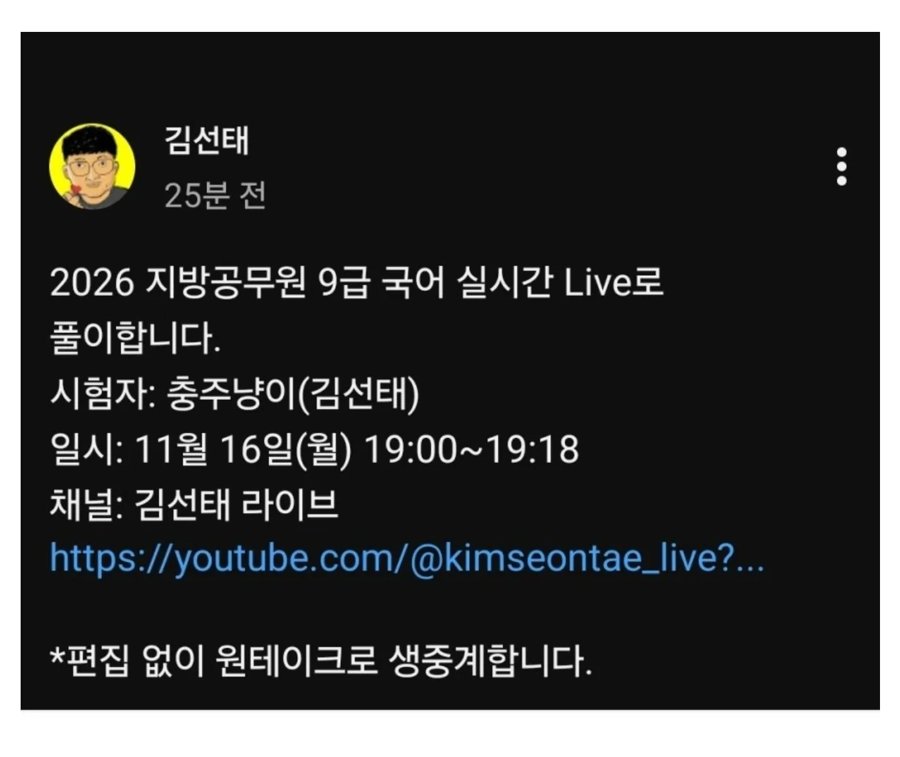 김선태
25분 전
2026 지방공무원 9급 국어 실시간 Live로
풀이합니다.
시험자: 충주냥이(김선태)
일시: 11월 16일(월) 19:00~19:18
채널: 김선태 라이브
https://youtube.com/@kimseontae_live?...
*편집 없이 원테이크로 생중계합니다.